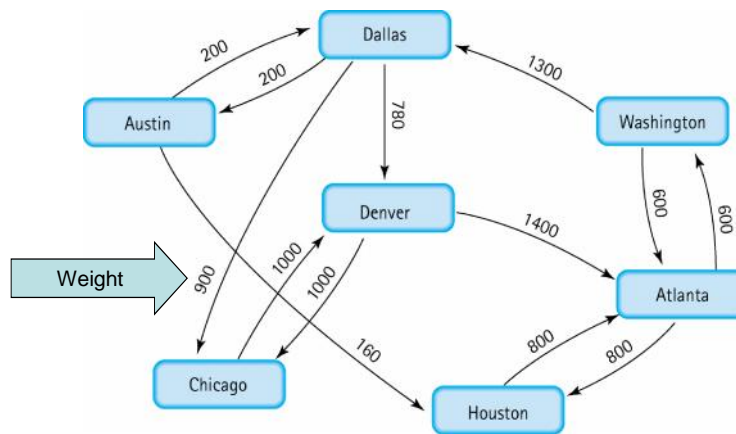 Dallas
200
200
1300
Austin
Washington
780
Denver
600
600
1400
Weight
900
1000
1000
Atlanta
160
800
800
Chicago
Houston